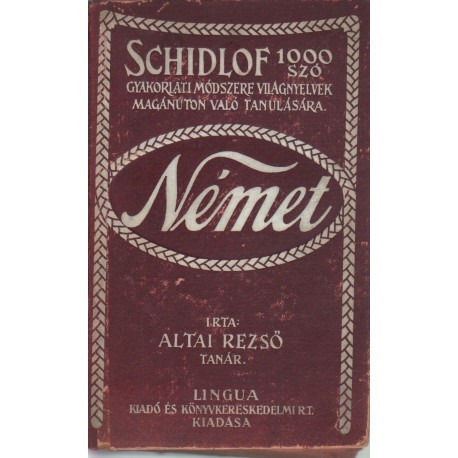 SCHIDLOF 1000 SZÓ
GYAKORLATI MÓDSZERE VILÁGNYELVEK
MAGÁNÚTON VALÓ TANULÁSÁRA.
Német
IRTA:
ALTAI REZSŐ
TANÁR.
LINGUA
KIADÓ ÉS KÖNYVKERESKEDELMI R.T.
KIADÁSA